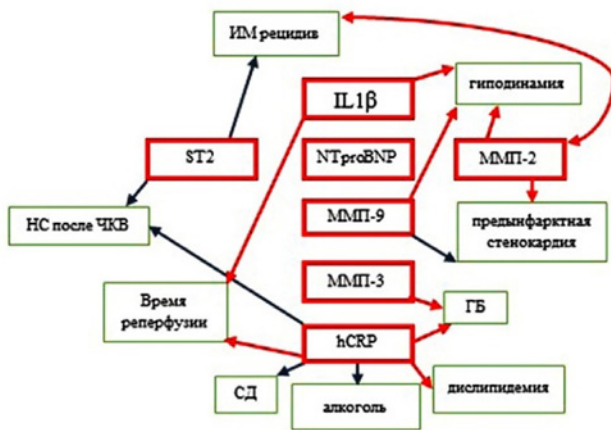 ИМ рецидив
IL1β
гиподинамия
ST2
NTproBNP
ММП-2
НС после ЧКВ
ММП-9
предынфарктная
стенокардия
Время
реперфузии
ММП-3
ГБ
hCRP
СД
алкоголь
дислипидемия